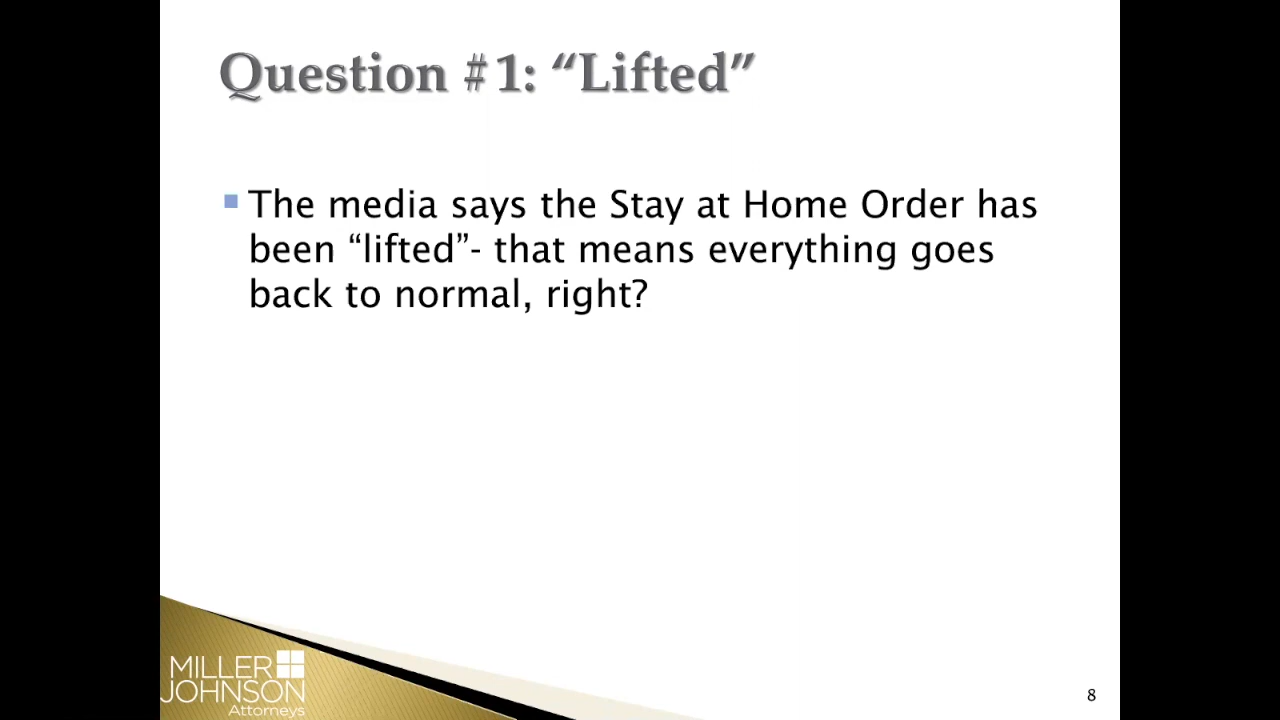 Question #1: “Lifted”
The media says the Stay at Home Order has
been “lifted”- that means everything goes
back to normal, right?
MILLER
JOHNSON
Attorneys
8